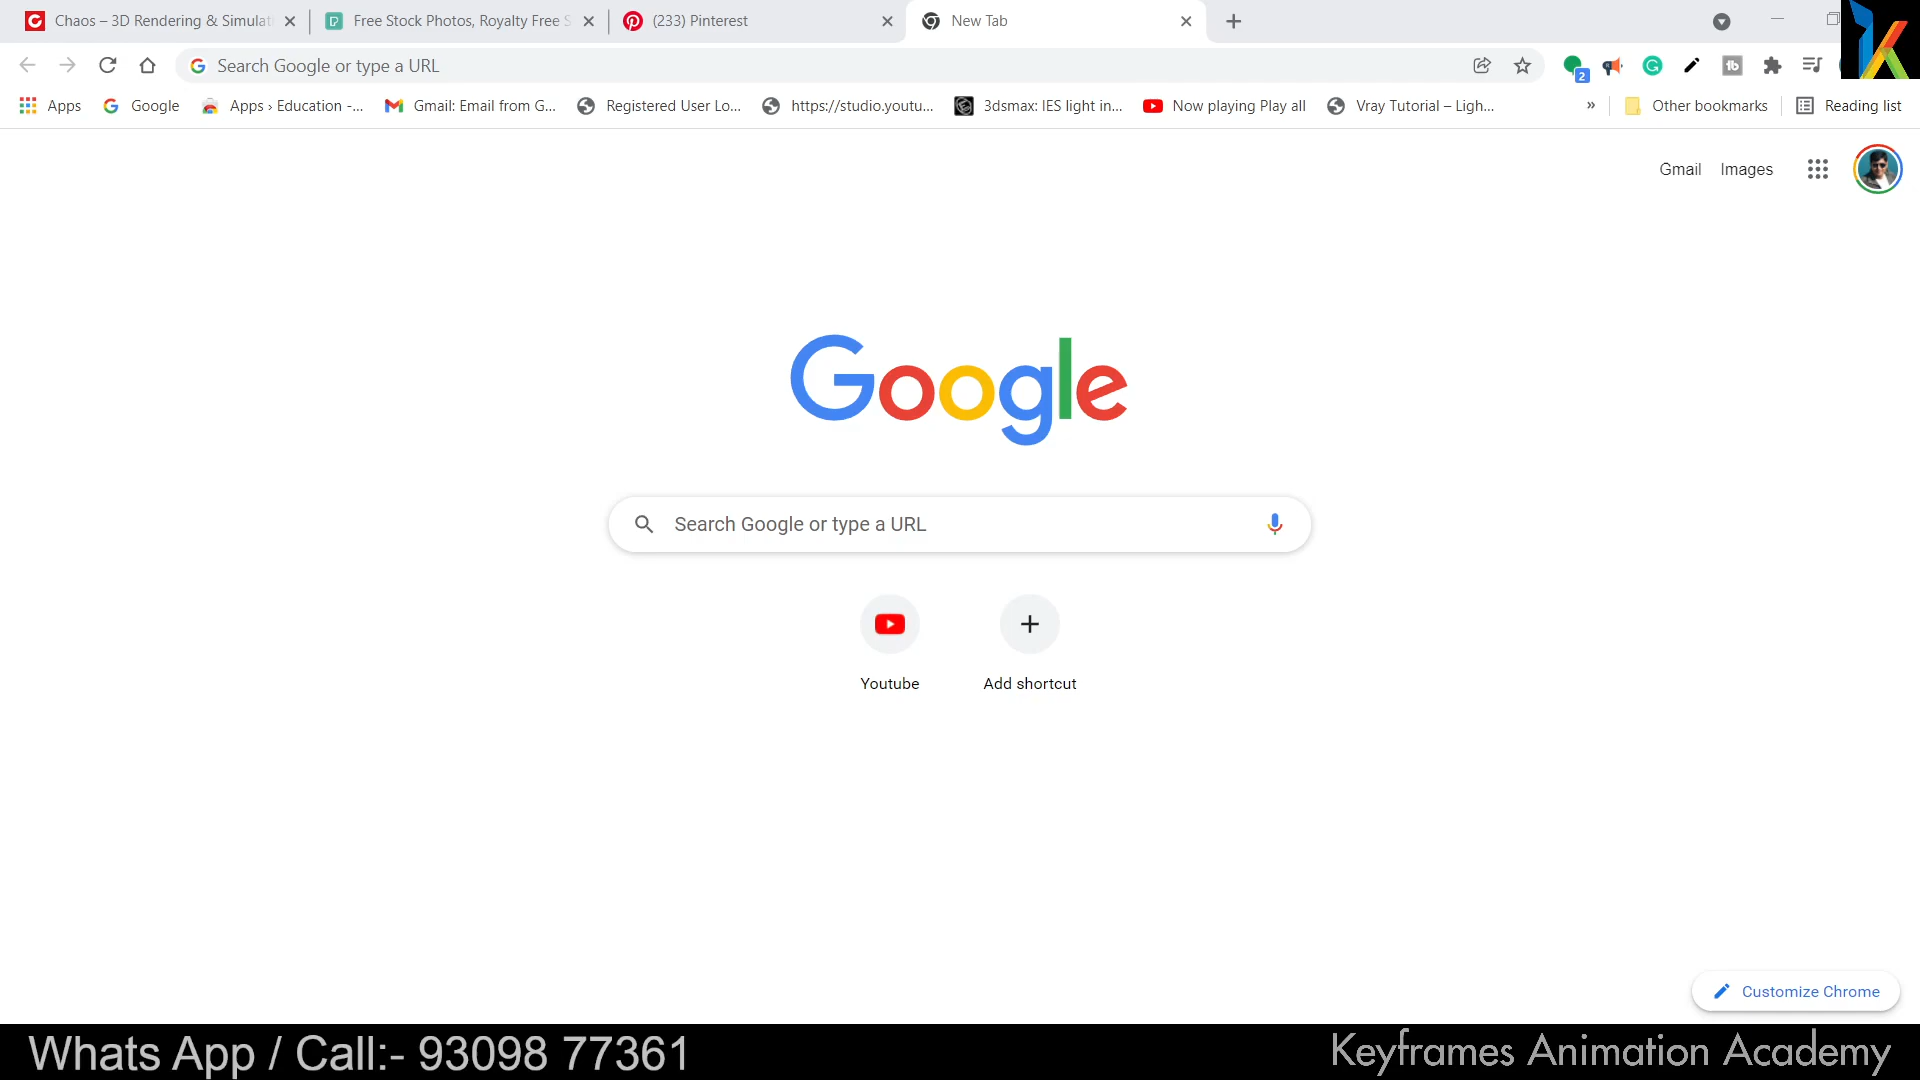 Chaos – 3D Rendering & Simulat
Free Stock Photos, Royalty Free S
(233) Pinterest
New Tab
Search Google or type a URL
2
Apps
Google
Apps › Education -...
Gmail: Email from G...
Registered User Lo...
https://studio.youtu...
3dsmax: IES light in...
Now playing Play all
Vray Tutorial – Ligh...
»
Other bookmarks
Reading list
Gmail
Images
Google
Search Google or type a URL
Youtube
Add shortcut
Customize Chrome
Whats App / Call:- 93098 77361
Keyframes Animation Academy